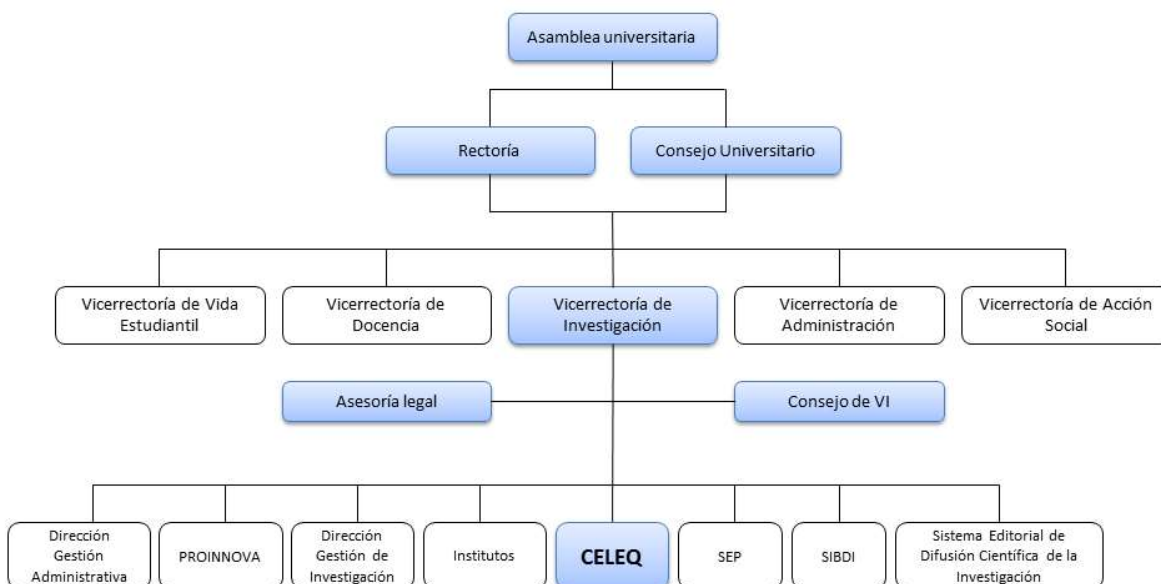 Asamblea universitaria
Rectoría
Consejo Universitario
Vicerrectoría de Vida
Estudiantil
Vicerrectoría de
Docencia
Vicerrectoría de
Investigación
Vicerrectoría de
Administración
Vicerrectoría de Acción
Social
Asesoría legal
Consejo de VI
Dirección
Gestión
Administrativa
PROINNOVA
Dirección
Gestión de
Investigación
Institutos
CELEQ
SEP
SIBDI
Sistema Editorial de
Difusión Científica de la
Investigación